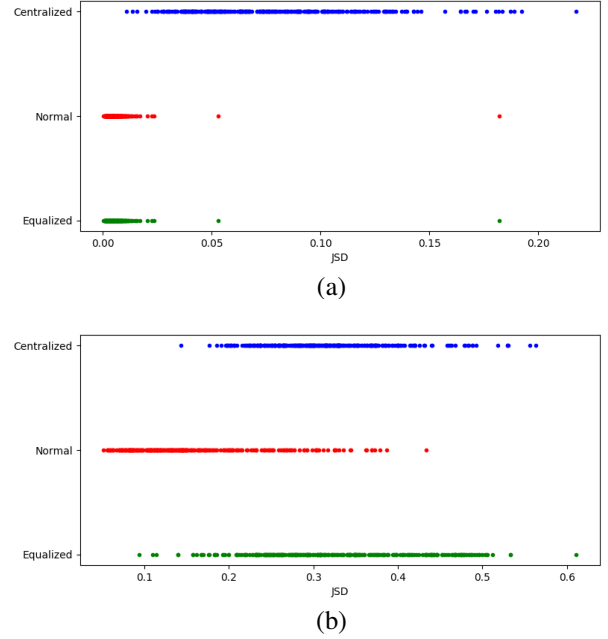 Centralized
Normal
Equalized
0.00 0.05 0.10 0.15 0.20
JSD
(a)
Centralized
Normal
Equalized
0.1 0.2 0.3 0.4 0.5 0.6
JSD
(b)